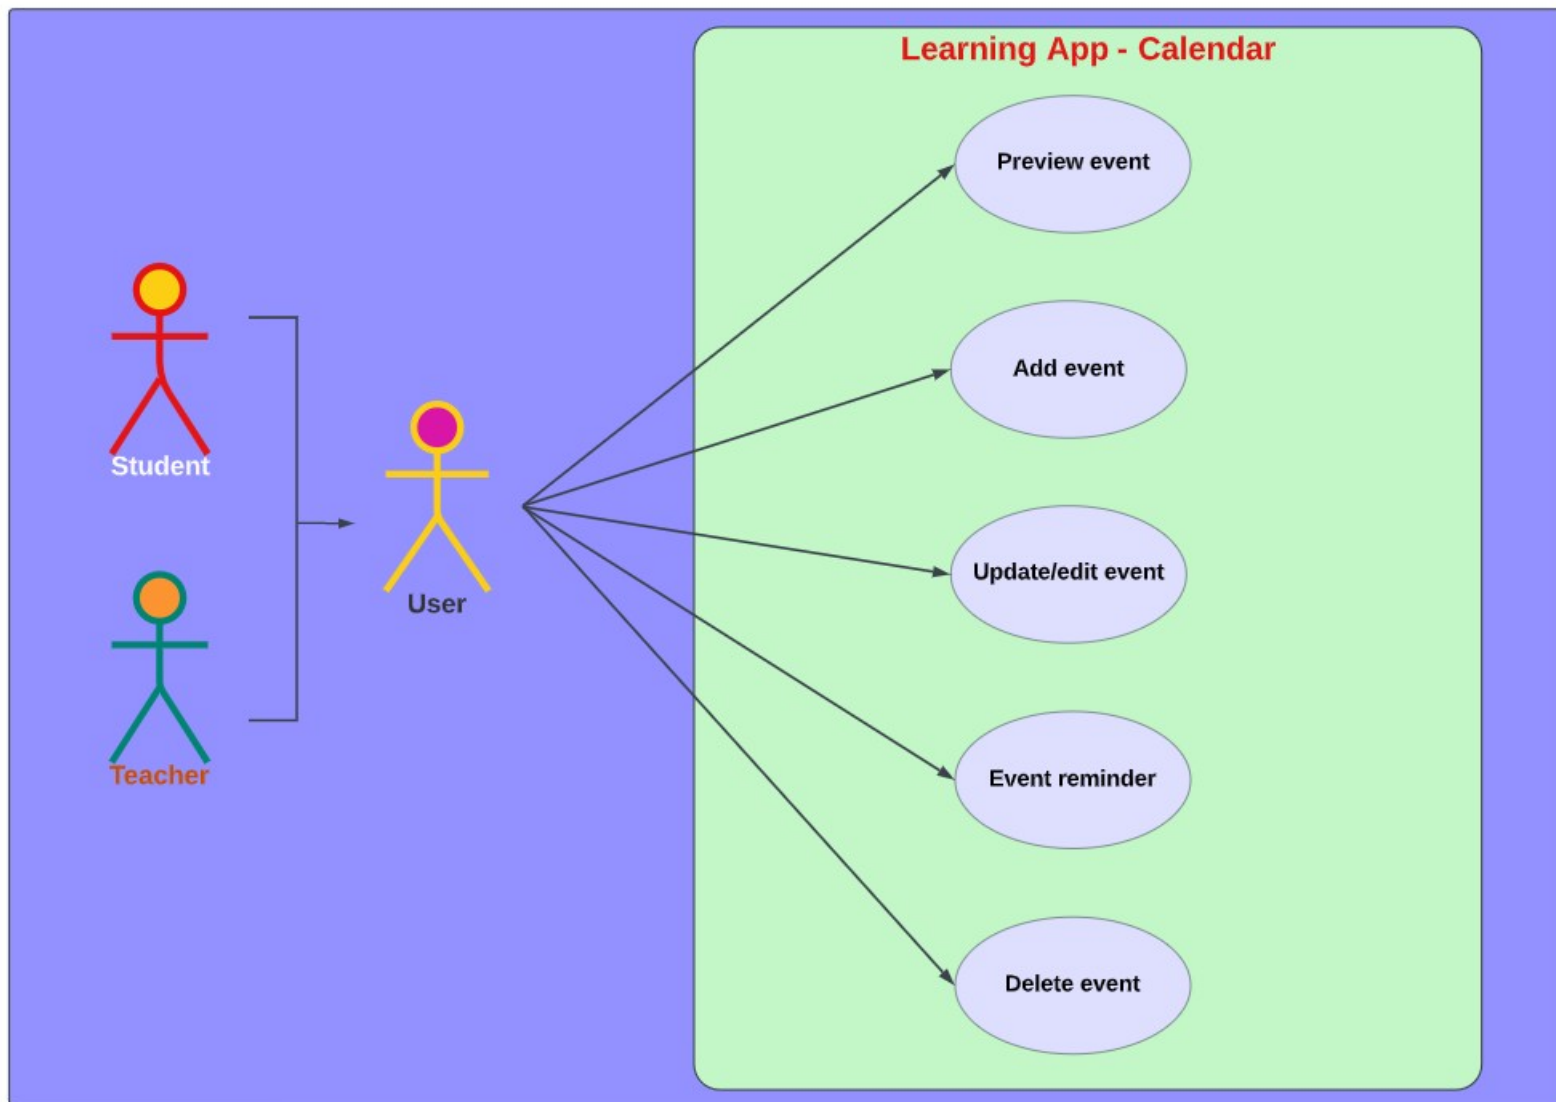 Learning App - Calendar
Preview event
Add event
Student
Update/edit event
User
Teacher
Event reminder
Delete event